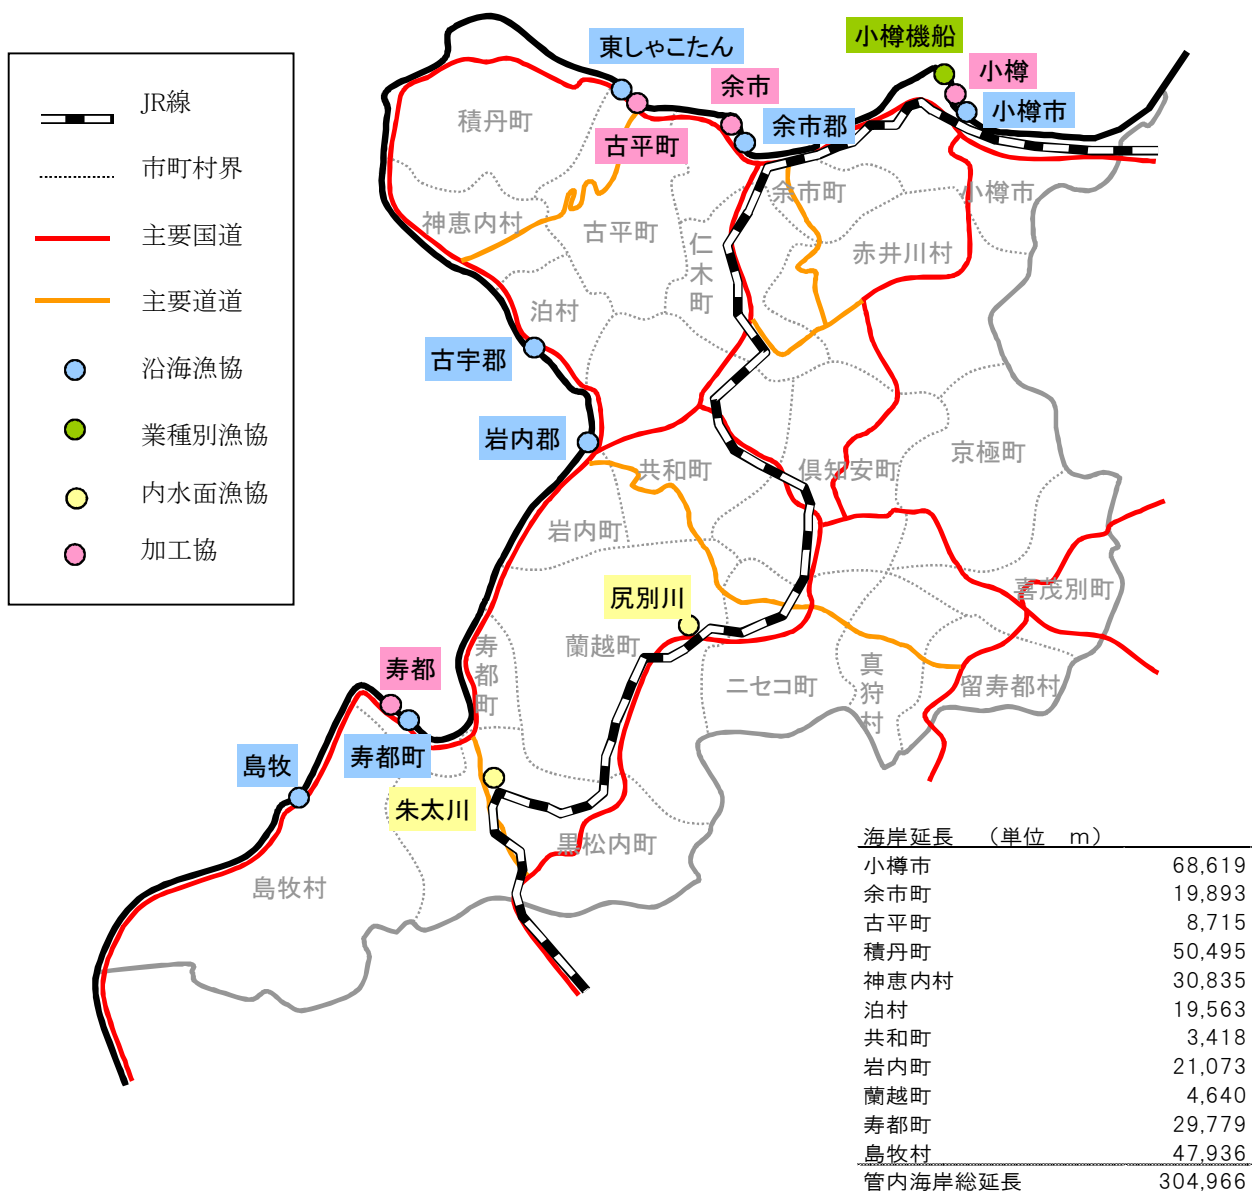 JR線
市町村界
主要国道
主要道道
沿海漁協
業種別漁協
内水面漁協
加工協
小樽機船
東しゃこたん
小樽
余市
小樽市
余市郡
積丹町
古平町
余市町
小樽市
神恵内村
古平町
仁木町
赤井川村
泊村
古宇郡
岩内郡
共和町
倶知安町
京極町
岩内町
尻別川
喜茂別町
寿都町
蘭越町
寿都
ニセコ町
真狩村
留寿都村
寿都町
島牧
朱太川
黒松内町
島牧村
海岸延長 （単位 m）
小樽市 68,619
余市町 19,893
古平町 8,715
積丹町 50,495
神恵内村 30,835
泊村 19,563
共和町 3,418
岩内町 21,073
蘭越町 4,640
寿都町 29,779
島牧村 47,936
管内海岸総延長 304,966